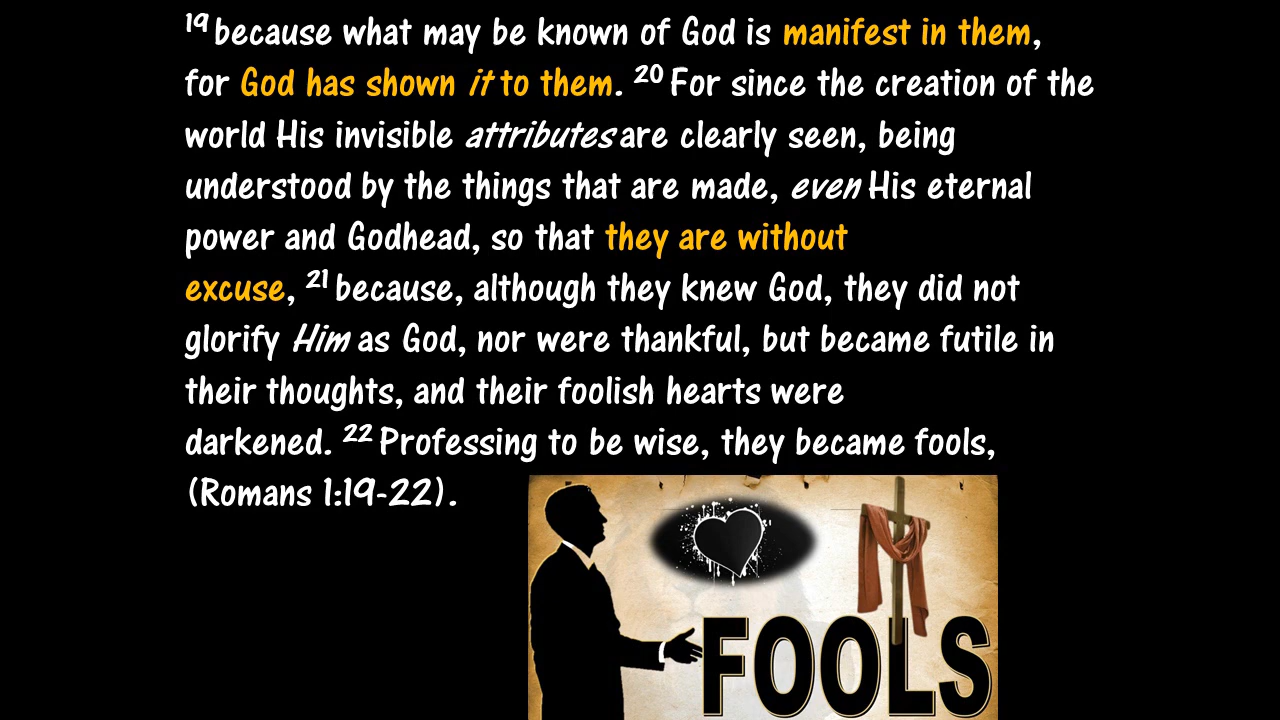 19 because what may be known of God is manifest in them,
for God has shown it to them. 20 For since the creation of the
world His invisible attributes are clearly seen, being
understood by the things that are made, even His eternal
power and Godhead, so that they are without
excuse, 21 because, although they knew God, they did not
glorify Him as God, nor were thankful, but became futile in
their thoughts, and their foolish hearts were
darkened. 22 Professing to be wise, they became fools,
(Romans 1:19-22).
FOOLS